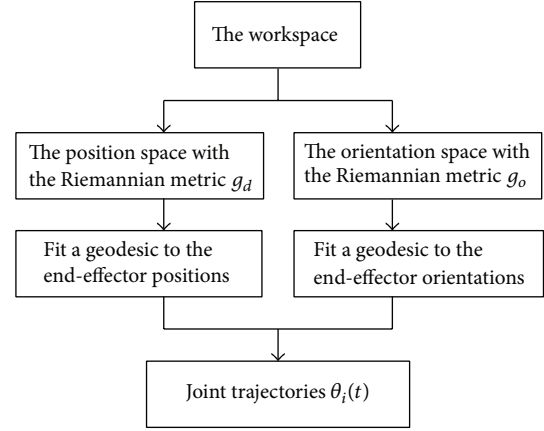 The workspace
The position space with
the Riemannian metric g_d
The orientation space with
the Riemannian metric g_o
Fit a geodesic to the
end-effector positions
Fit a geodesic to the
end-effector orientations
Joint trajectories θ_i(t)